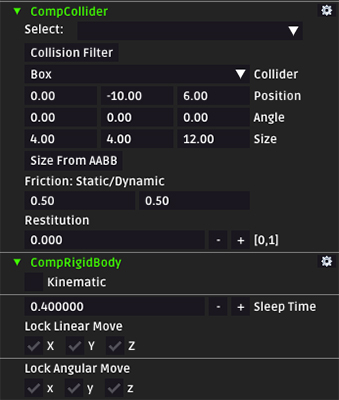 CompCollider
Select:
Collision Filter
Box Collider
0.00 -10.00 6.00 Position
0.00 0.00 0.00 Angle
4.00 4.00 12.00 Size
Size From AABB
Friction: Static/Dynamic
0.50 0.50
Restitution
0.000 - + [0,1]
CompRigidBody
Kinematic
0.400000 - + Sleep Time
Lock Linear Move
X Y Z
Lock Angular Move
x y z